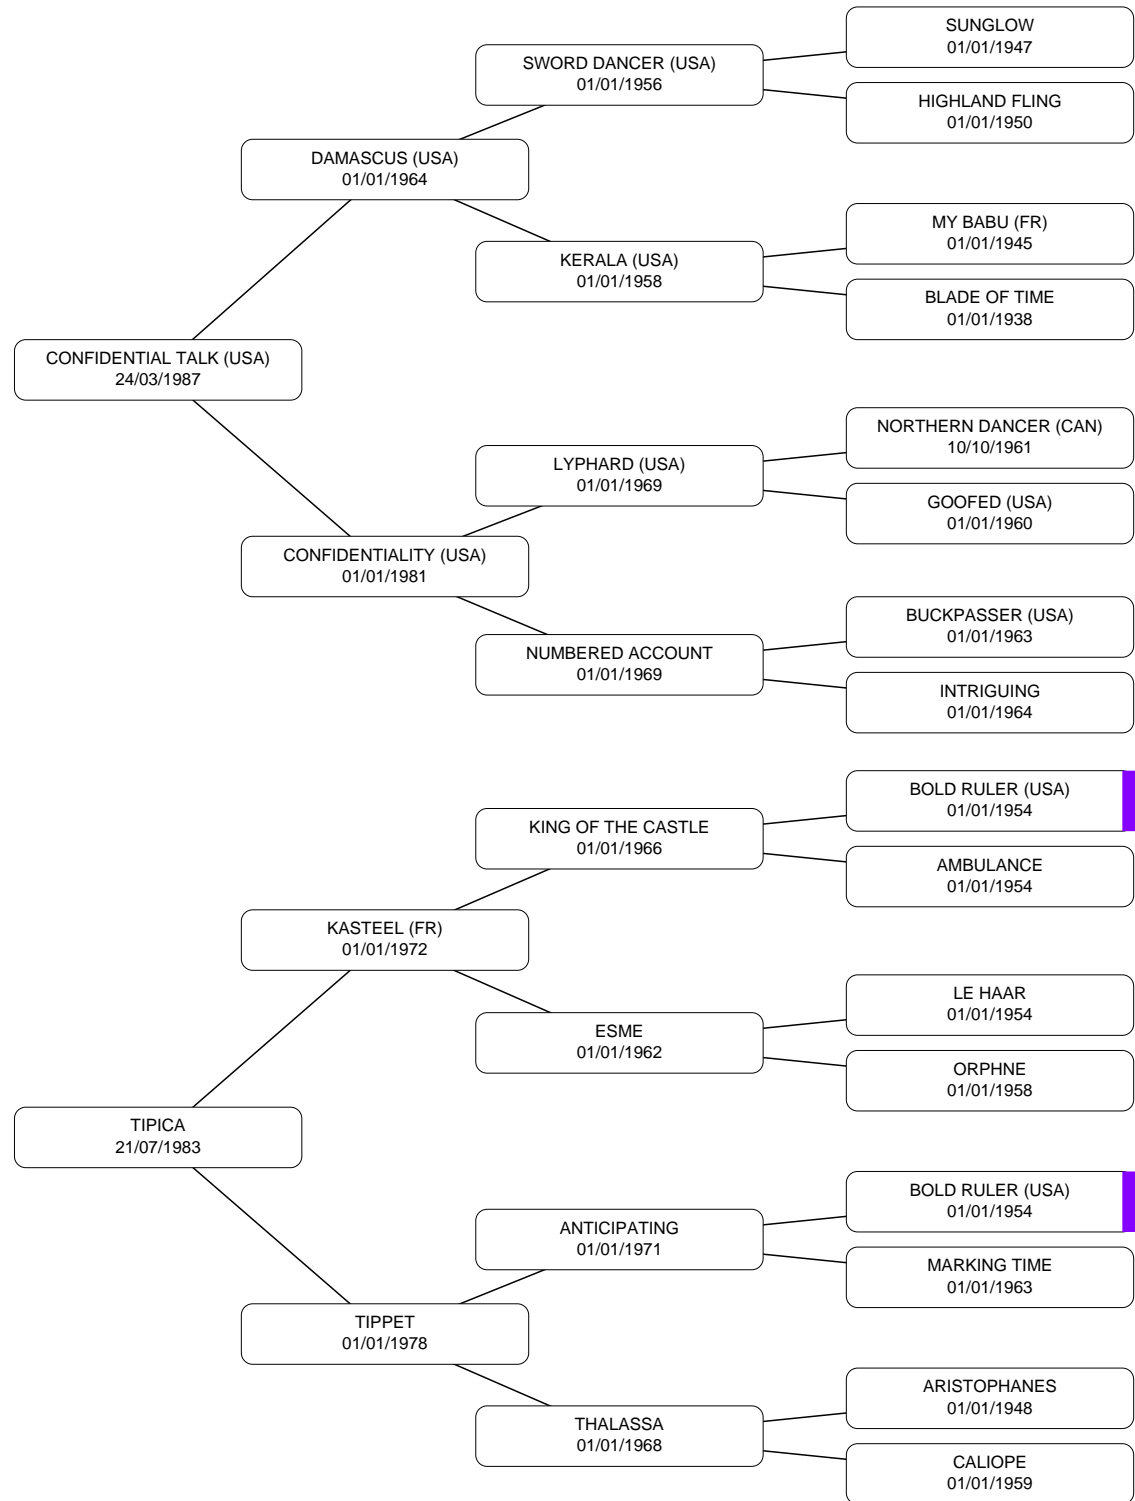 SUNGLOW
01/01/1947
SWORD DANCER (USA)
01/01/1956
HIGHLAND FLING
01/01/1950
DAMASCUS (USA)
01/01/1964
MY BABU (FR)
01/01/1945
KERALA (USA)
01/01/1958
BLADE OF TIME
01/01/1938
CONFIDENTIAL TALK (USA)
24/03/1987
NORTHERN DANCER (CAN)
10/10/1961
LYPHARD (USA)
01/01/1969
GOOFED (USA)
01/01/1960
CONFIDENTIALITY (USA)
01/01/1981
BUCKPASSER (USA)
01/01/1963
NUMBERED ACCOUNT
01/01/1969
INTRIGUING
01/01/1964
BOLD RULER (USA)
01/01/1954
KING OF THE CASTLE
01/01/1966
AMBULANCE
01/01/1954
KASTEEL (FR)
01/01/1972
LE HAAR
01/01/1954
ESME
01/01/1962
ORPHNE
01/01/1958
TIPICA
21/07/1983
BOLD RULER (USA)
01/01/1954
ANTICIPATING
01/01/1971
MARKING TIME
01/01/1963
TIPPET
01/01/1978
ARISTOPHANES
01/01/1948
THALASSA
01/01/1968
CALIOPE
01/01/1959